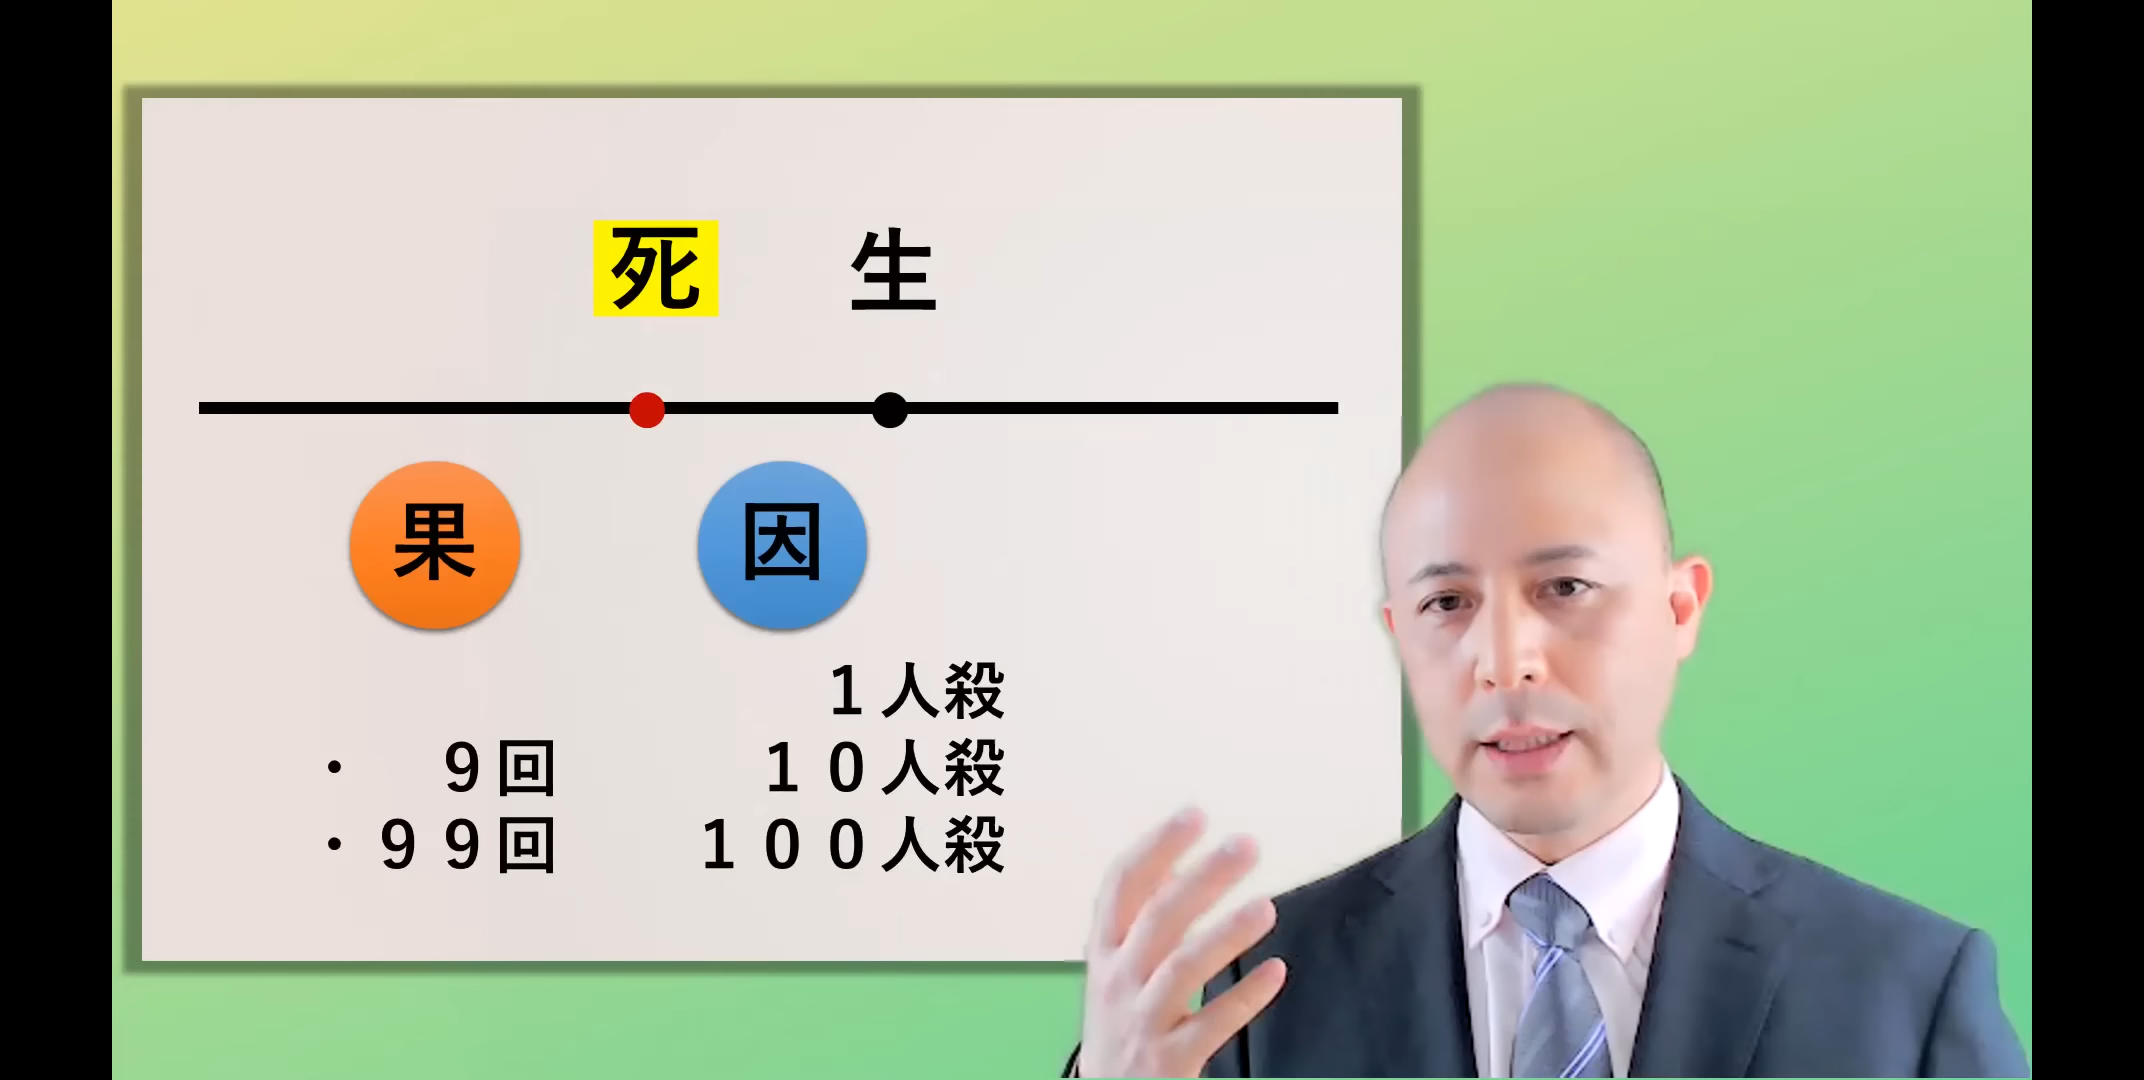 死 生
果 因
１人殺
・　９回 １０人殺
・９９回 １００人殺